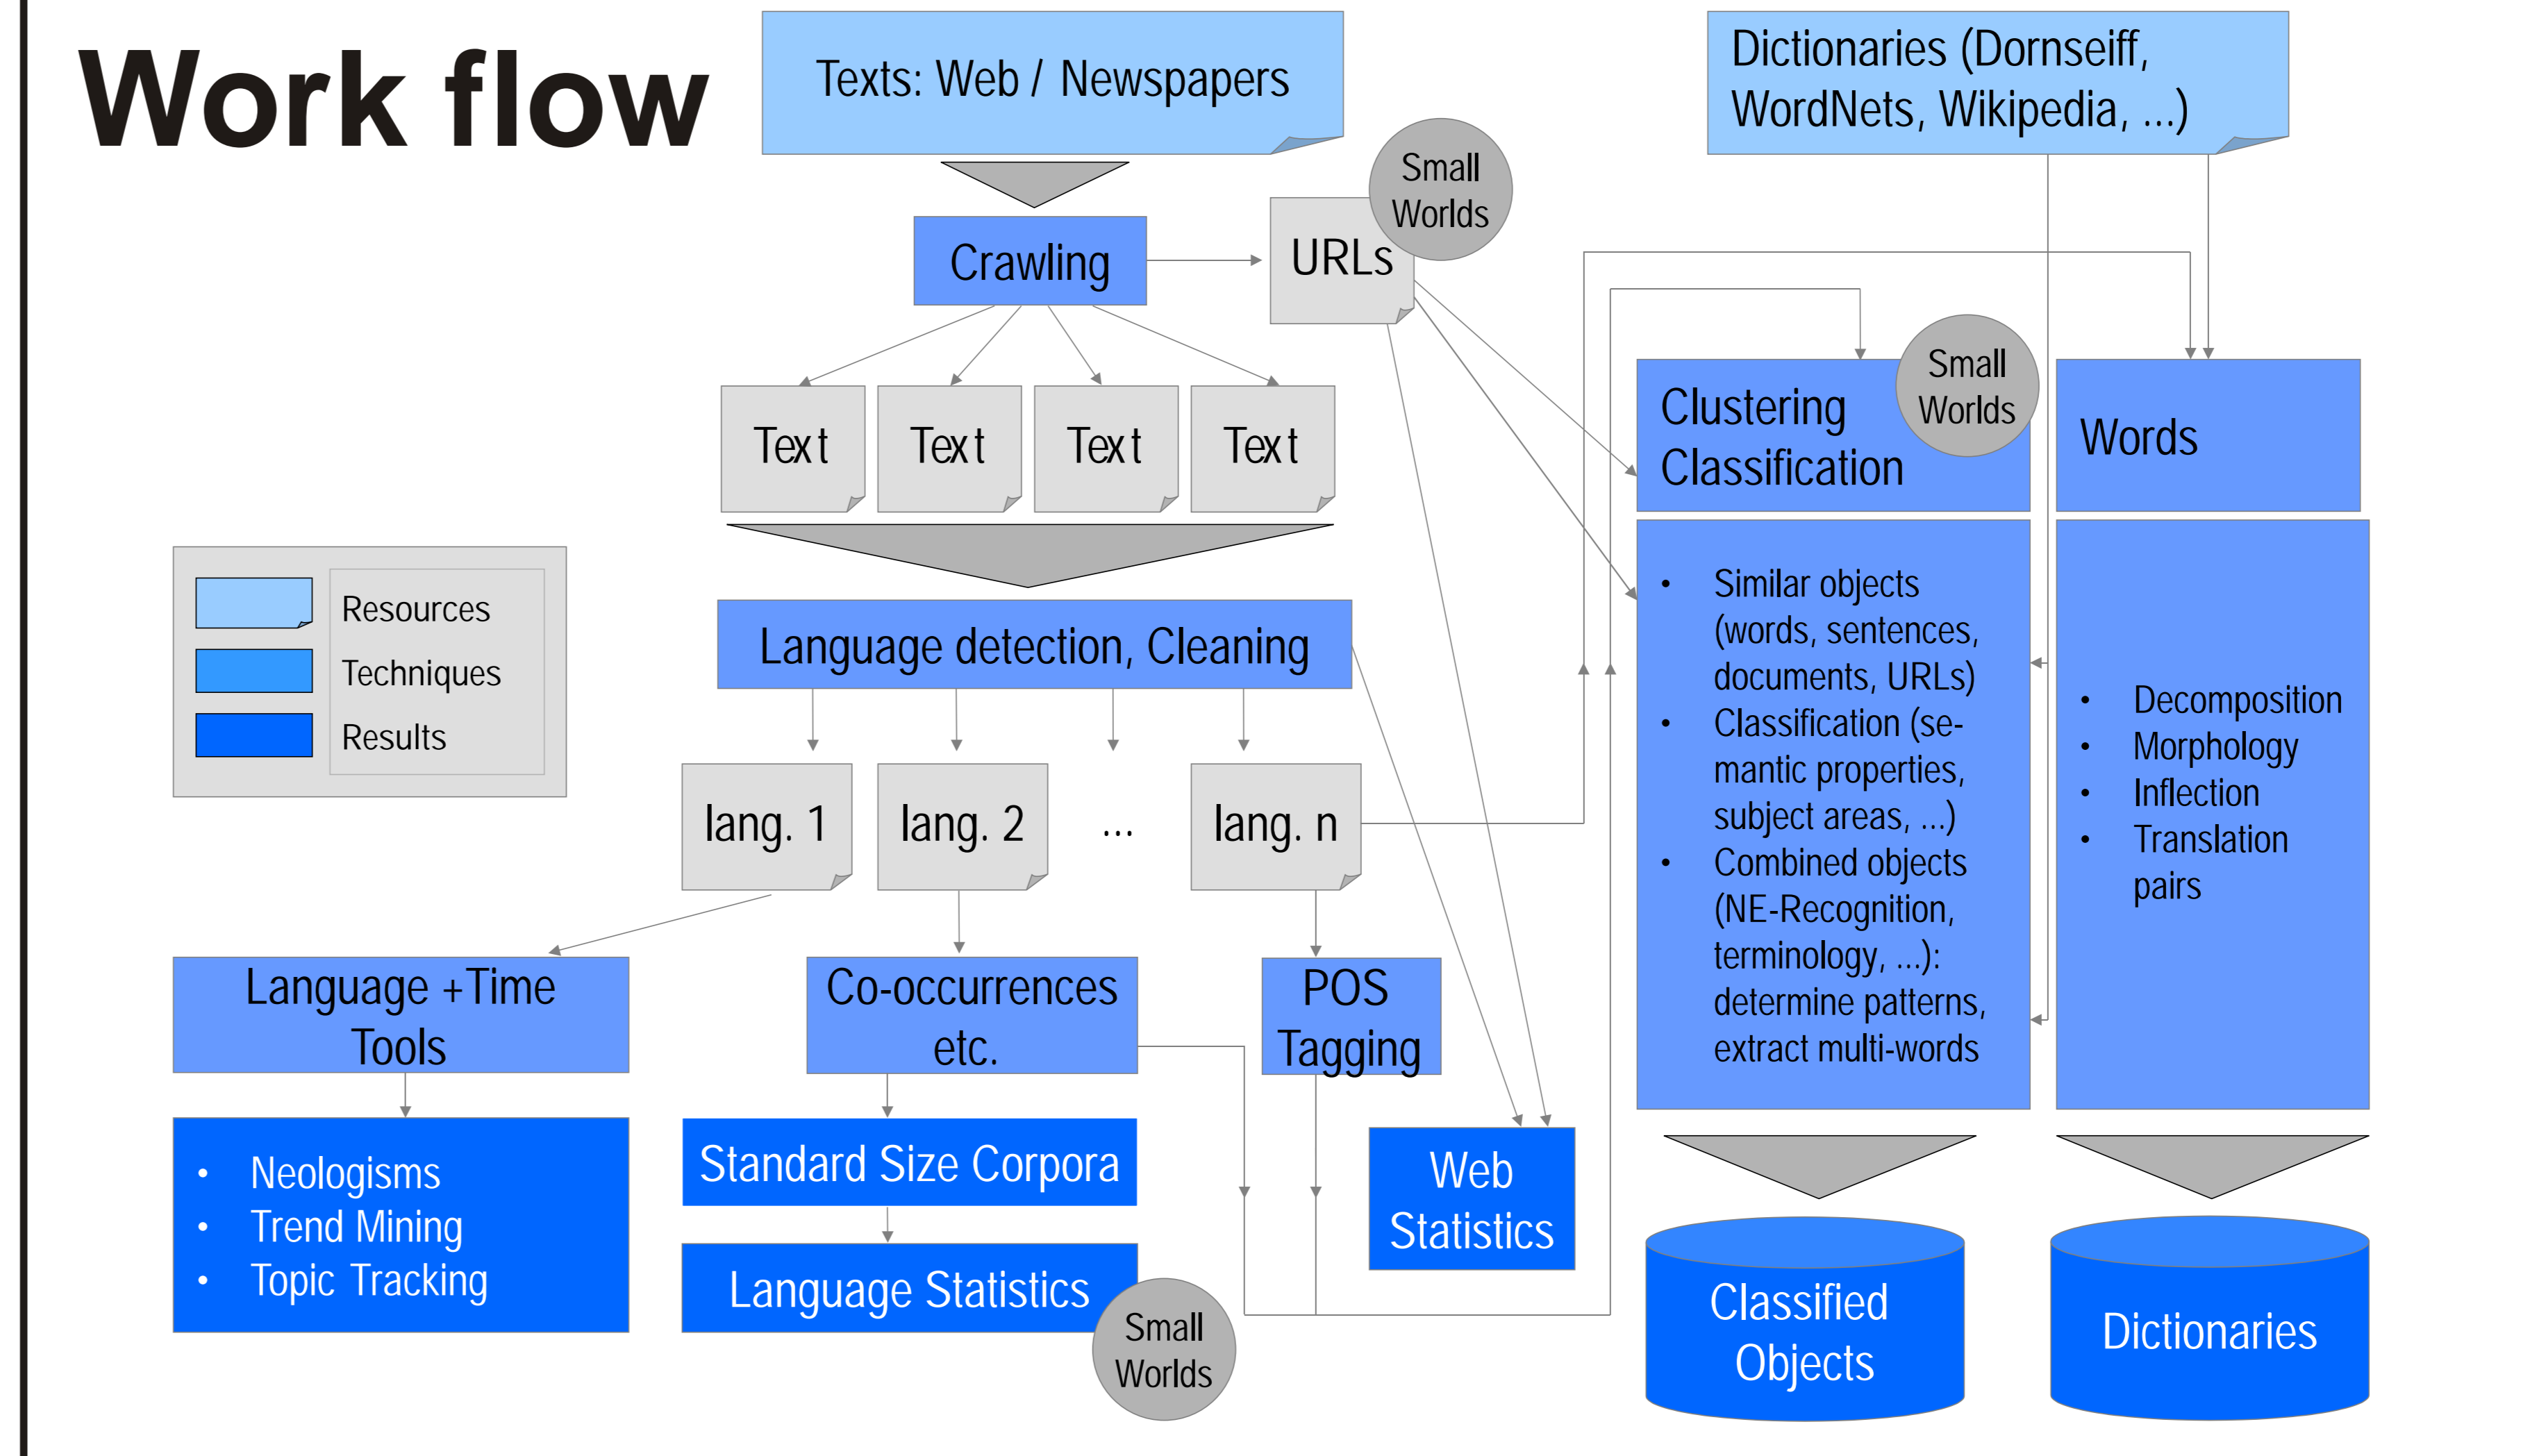 Work flow
Texts: Web / Newspapers
Dictionaries (Dornseiff,
WordNets, Wikipedia, ...)
Small
Worlds
Crawling
URLs
Text
Text
Text
Text
Clustering
Classification
Small
Worlds
Words
Resources
Techniques
Results
Language detection, Cleaning
• Similar objects
(words, sentences,
documents, URLs)
• Classification (se-
mantic properties,
subject areas, ...)
• Combined objects
(NE-Recognition,
terminology, ...):
determine patterns,
extract multi-words
• Decomposition
• Morphology
• Inflection
• Translation
pairs
lang. 1
lang. 2
...
lang. n
Language +Time
Tools
Co-occurrences
etc.
POS
Tagging
• Neologisms
• Trend Mining
• Topic Tracking
Standard Size Corpora
Language Statistics
Small
Worlds
Web
Statistics
Classified
Objects
Dictionaries